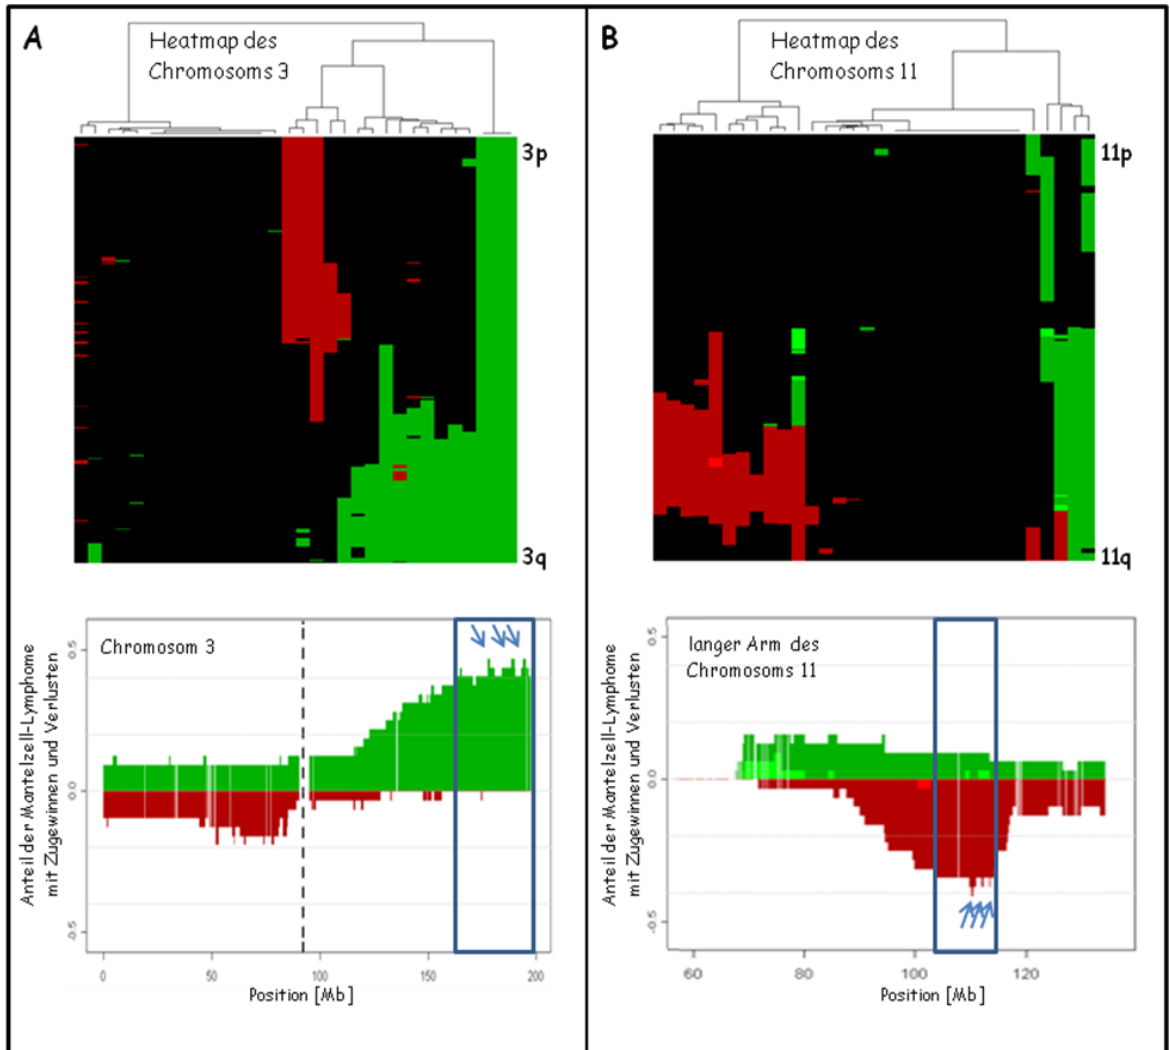 A
Heatmap des
Chromosoms 3
3p
3q
Anteil der Mantelzell-Lymphome
mit Zugewinnen und Verlusten
Chromosom 3
0.5
0.0
-0.5
0
50
100
150
200
Position [Mb]
B
Heatmap des
Chromosoms 11
11p
11q
Anteil der Mantelzell-Lymphome
mit Zugewinnen und Verlusten
langer Arm des
Chromosoms 11
0.5
0.0
-0.5
60
80
100
120
Position [Mb]